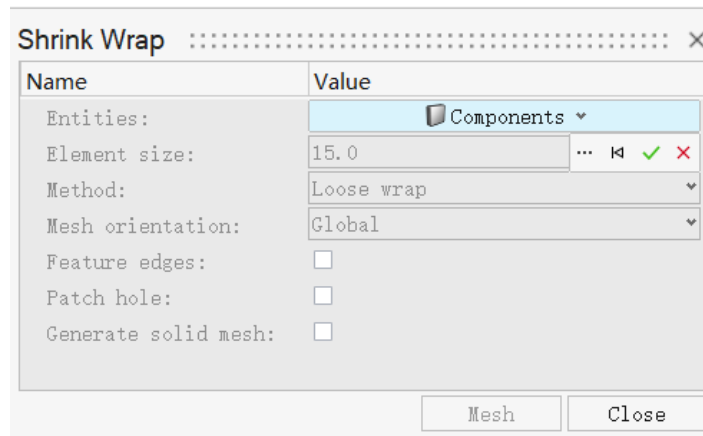 Shrink Wrap
Name Value
Entities: Components
Element size: 15.0 ...
Method: Loose wrap
Mesh orientation: Global
Feature edges:
Patch hole:
Generate solid mesh:
Mesh Close